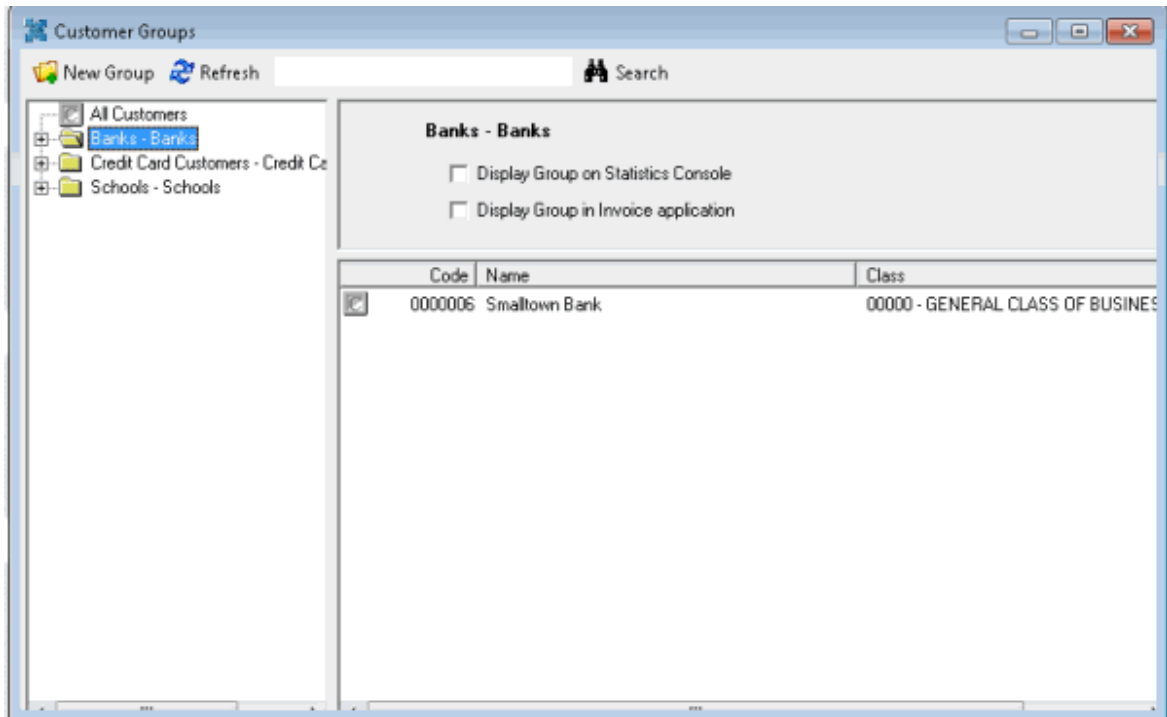 Customer Groups
New Group Refresh Search
All Customers
Banks - Banks
Credit Card Customers - Credit Ca
Schools - Schools
Banks - Banks
Display Group on Statistics Console
Display Group in Invoice application
Code Name Class
0000006 Smalltown Bank 00000 - GENERAL CLASS OF BUSINES